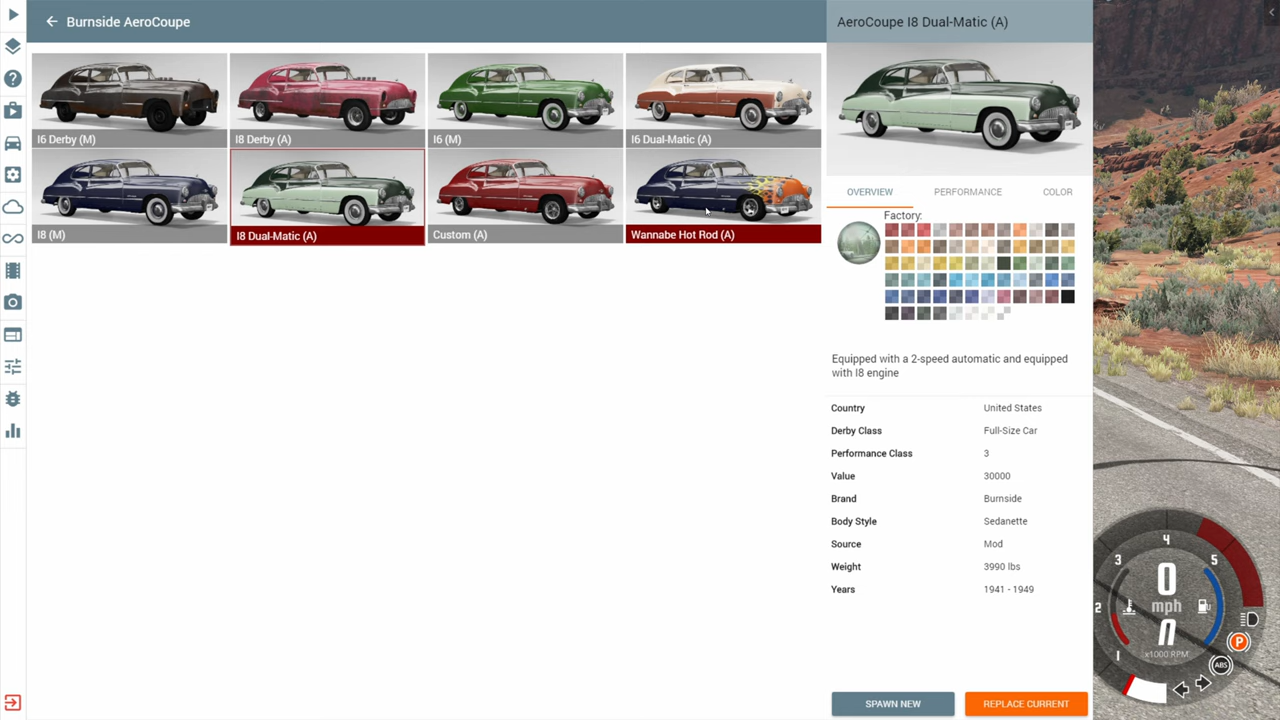 Burnside AeroCoupe
I6 Derby (M)
I8 Derby (A)
I6 (M)
I6 Dual-Matic (A)
I8 (M)
I8 Dual-Matic (A)
Custom (A)
Wannabe Hot Rod (A)
AeroCoupe I8 Dual-Matic (A)
OVERVIEW
PERFORMANCE
COLOR
Factory:
Equipped with a 2-speed automatic and equipped
with I8 engine
Country United States
Derby Class Full-Size Car
Performance Class 3
Value 30000
Brand Burnside
Body Style Sedanette
Source Mod
Weight 3990 lbs
Years 1941 - 1949
SPAWN NEW
REPLACE CURRENT
1
2
3
4
5
0
mph
0
x1000 RPM
P
ABS